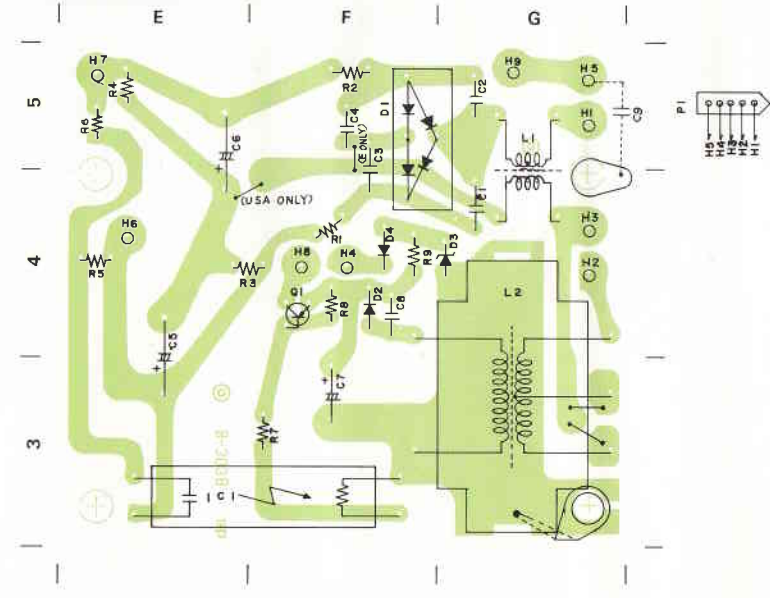 E F G
5
H7
R4
R6
R2
C4
(E ONLY)
C3
D1
C2
H9
H5
L1
H1
C9
P1
H5~
H4~
H3~
H2~
H1~
C6
+
(USA ONLY)
C1
4
H6
R5
R3
R1
H8
H4
D4
R9
D3
H3
H2
Q1
R8
D2
C8
L2
C5
+
C7
+
3
R7
©
IC1